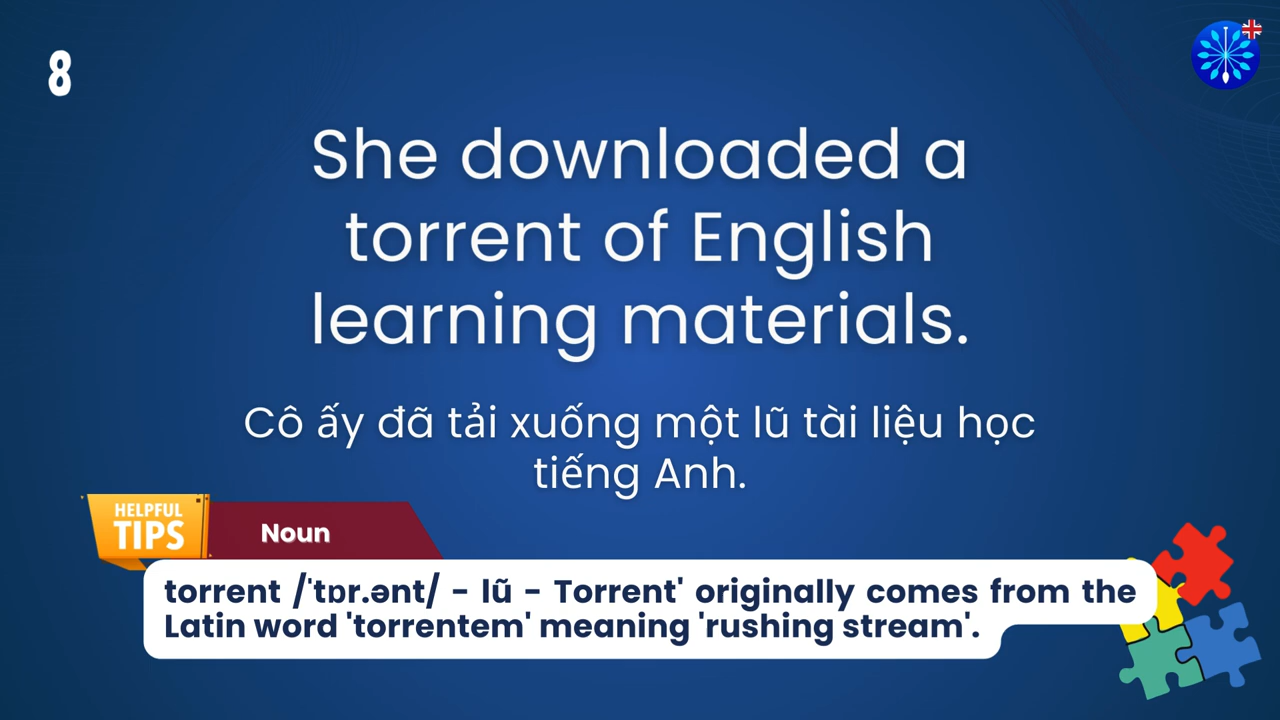 8
She downloaded a
torrent of English
learning materials.
Cô ấy đã tải xuống một lũ tài liệu học
tiếng Anh.
HELPFUL
TIPS
Noun
torrent /'tɒr.ənt/ - lũ - Torrent' originally comes from the
Latin word 'torrentem' meaning 'rushing stream'.